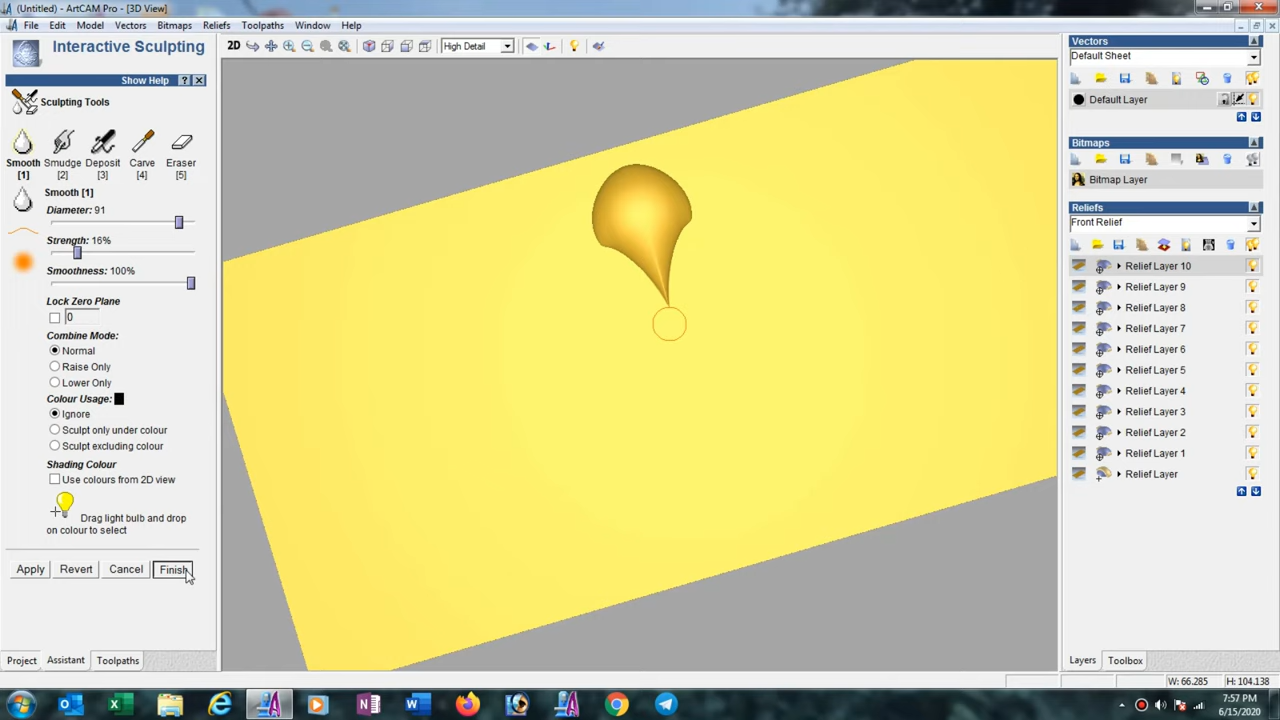 (Untitled) - ArtCAM Pro - [3D View]
File Edit Model Vectors Bitmaps Reliefs Toolpaths Window Help
Interactive Sculpting
2D High Detail
Show Help ? X
Sculpting Tools
Smooth Smudge Deposit Carve Eraser
[1] [2] [3] [4] [5]
Smooth [1]
Diameter: 91
Strength: 16%
Smoothness: 100%
Lock Zero Plane
0
Combine Mode:
Normal
Raise Only
Lower Only
Colour Usage:
Ignore
Sculpt only under colour
Sculpt excluding colour
Shading Colour
Use colours from 2D view
Drag light bulb and drop
on colour to select
Apply Revert Cancel Finish
Project Assistant Toolpaths
Vectors
Default Sheet
Default Layer
Bitmaps
Bitmap Layer
Reliefs
Front Relief
Relief Layer 10
Relief Layer 9
Relief Layer 8
Relief Layer 7
Relief Layer 6
Relief Layer 5
Relief Layer 4
Relief Layer 3
Relief Layer 2
Relief Layer 1
Relief Layer
Layers Toolbox
W: 66.285 H: 104.138
7:57 PM
6/15/2020